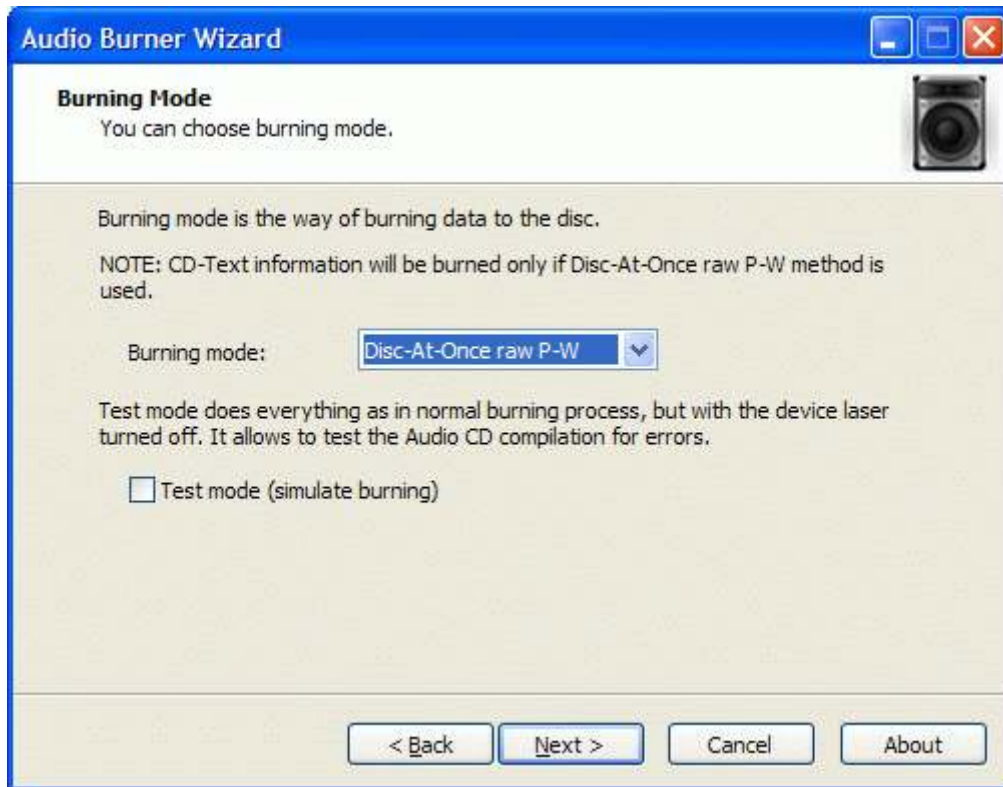 Audio Burner Wizard
Burning Mode
You can choose burning mode.
Burning mode is the way of burning data to the disc.
NOTE: CD-Text information will be burned only if Disc-At-Once raw P-W method is
used.
Burning mode: Disc-At-Once raw P-W
Test mode does everything as in normal burning process, but with the device laser
turned off. It allows to test the Audio CD compilation for errors.
Test mode (simulate burning)
< Back Next > Cancel About